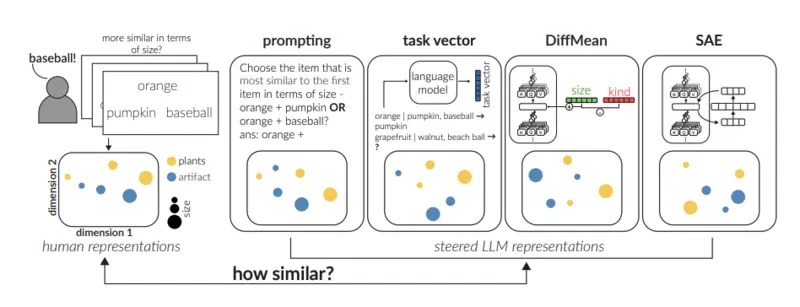 more similar in terms
of size?
baseball!
orange
pumpkin baseball
dimension 2
dimension 1
plants
artifact
size
human representations
prompting
Choose the item that is
most similar to the first
item in terms of size -
orange + pumpkin OR
orange + baseball?
ans: orange +
task vector
language
model
task vector
orange | pumpkin, baseball →
pumpkin
grapefruit | walnut, beach ball →
?
DiffMean
size
kind
K Q V
K Q V
SAE
K Q V
K Q V
steered LLM representations
how similar?